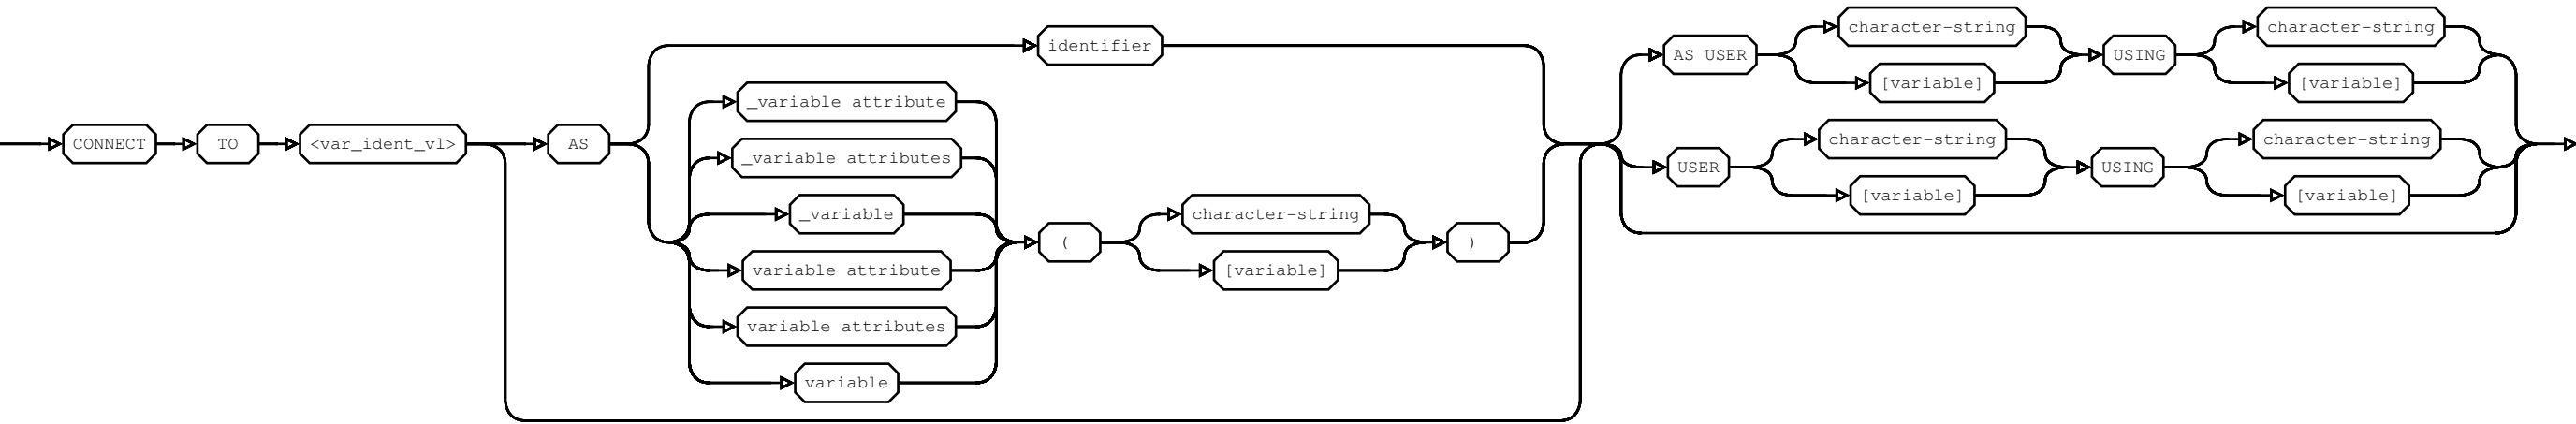 CONNECT
TO
<var_ident_vl>
AS
identifier
_variable attribute
_variable attributes
_variable
variable attribute
variable attributes
variable
(
character-string
[variable]
)
AS USER
character-string
[variable]
USING
character-string
[variable]
USER
character-string
[variable]
USING
character-string
[variable]